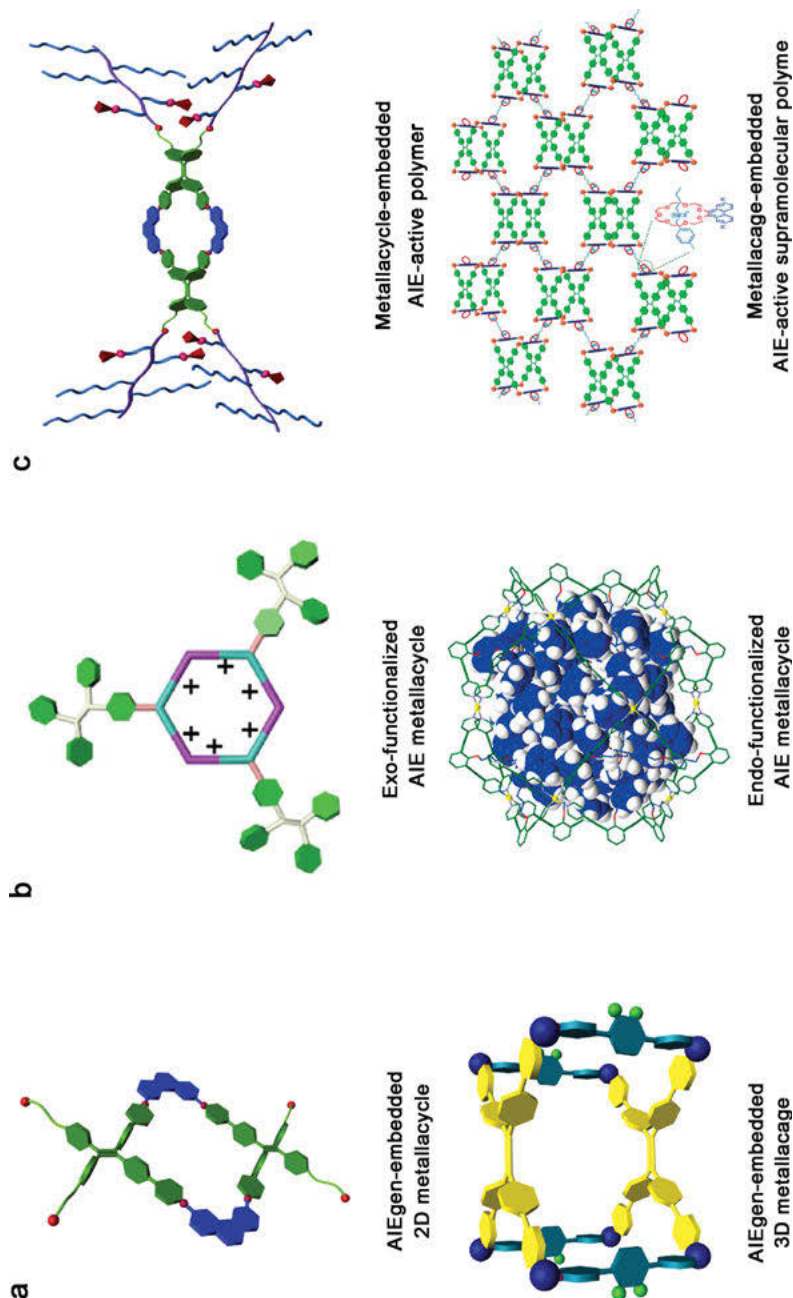 a
AIEgen-embedded
2D metallacycle
AIEgen-embedded
3D metallacage
b
+ + + + + +
Exo-functionalized
AIE metallacycle
Endo-functionalized
AIE metallacycle
c
Metallacycle-embedded
AIE-active polymer
Metallacage-embedded
AIE-active supramolecular polyme